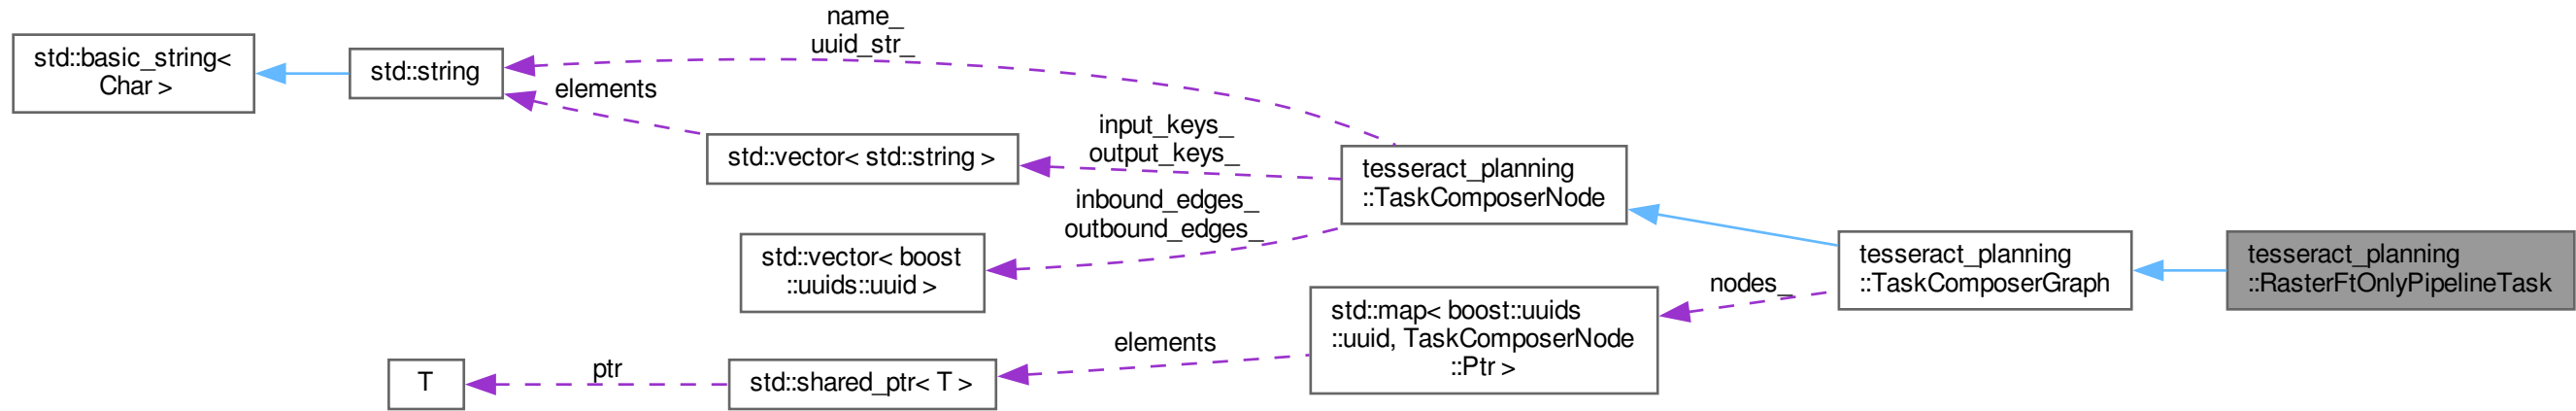 std::basic_string<
Char >
std::string
name_
uuid_str_
elements
std::vector< std::string >
input_keys_
output_keys_
inbound_edges_
outbound_edges_
std::vector< boost
::uuids::uuid >
tesseract_planning
::TaskComposerNode
T
ptr
std::shared_ptr< T >
elements
std::map< boost::uuids
::uuid, TaskComposerNode
::Ptr >
nodes_
tesseract_planning
::TaskComposerGraph
tesseract_planning
::RasterFtOnlyPipelineTask